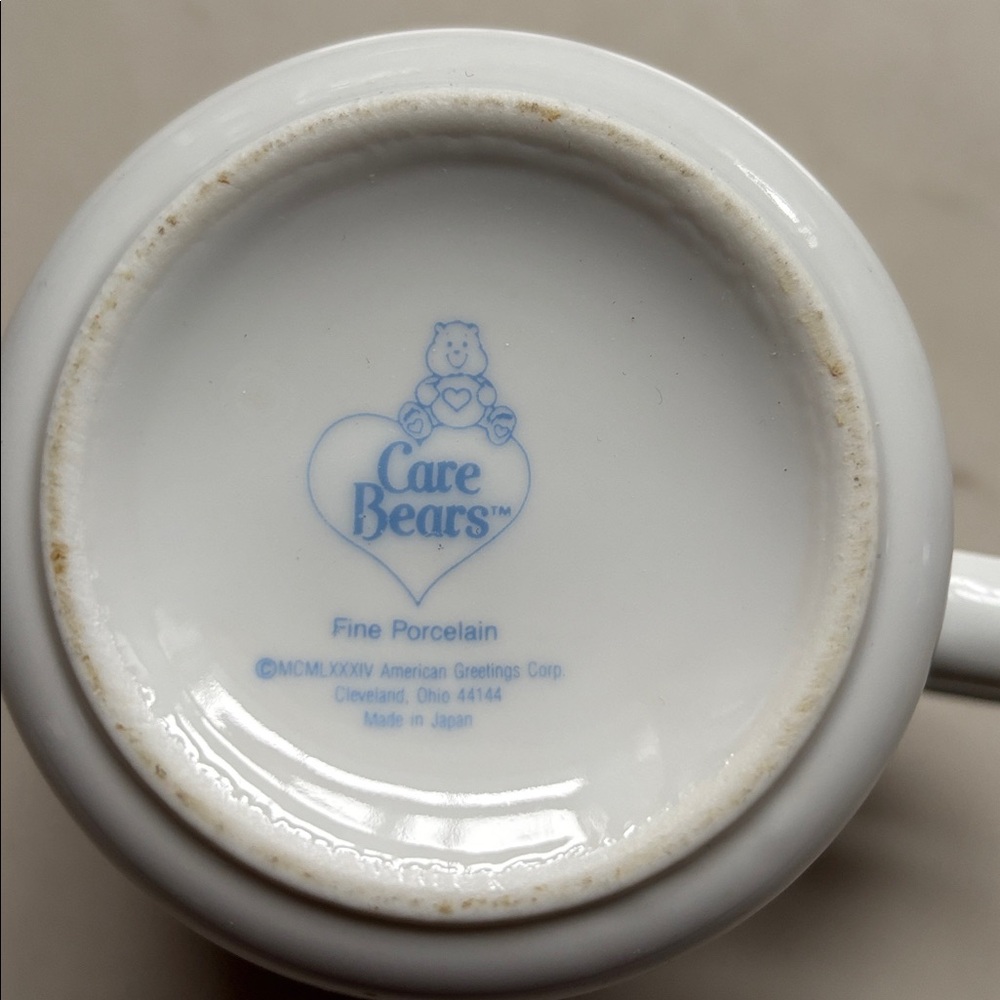 Care
Bears™
Fine Porcelain
©MCMLXXXIV American Greetings Corp.
Cleveland, Ohio 44144
Made in Japan